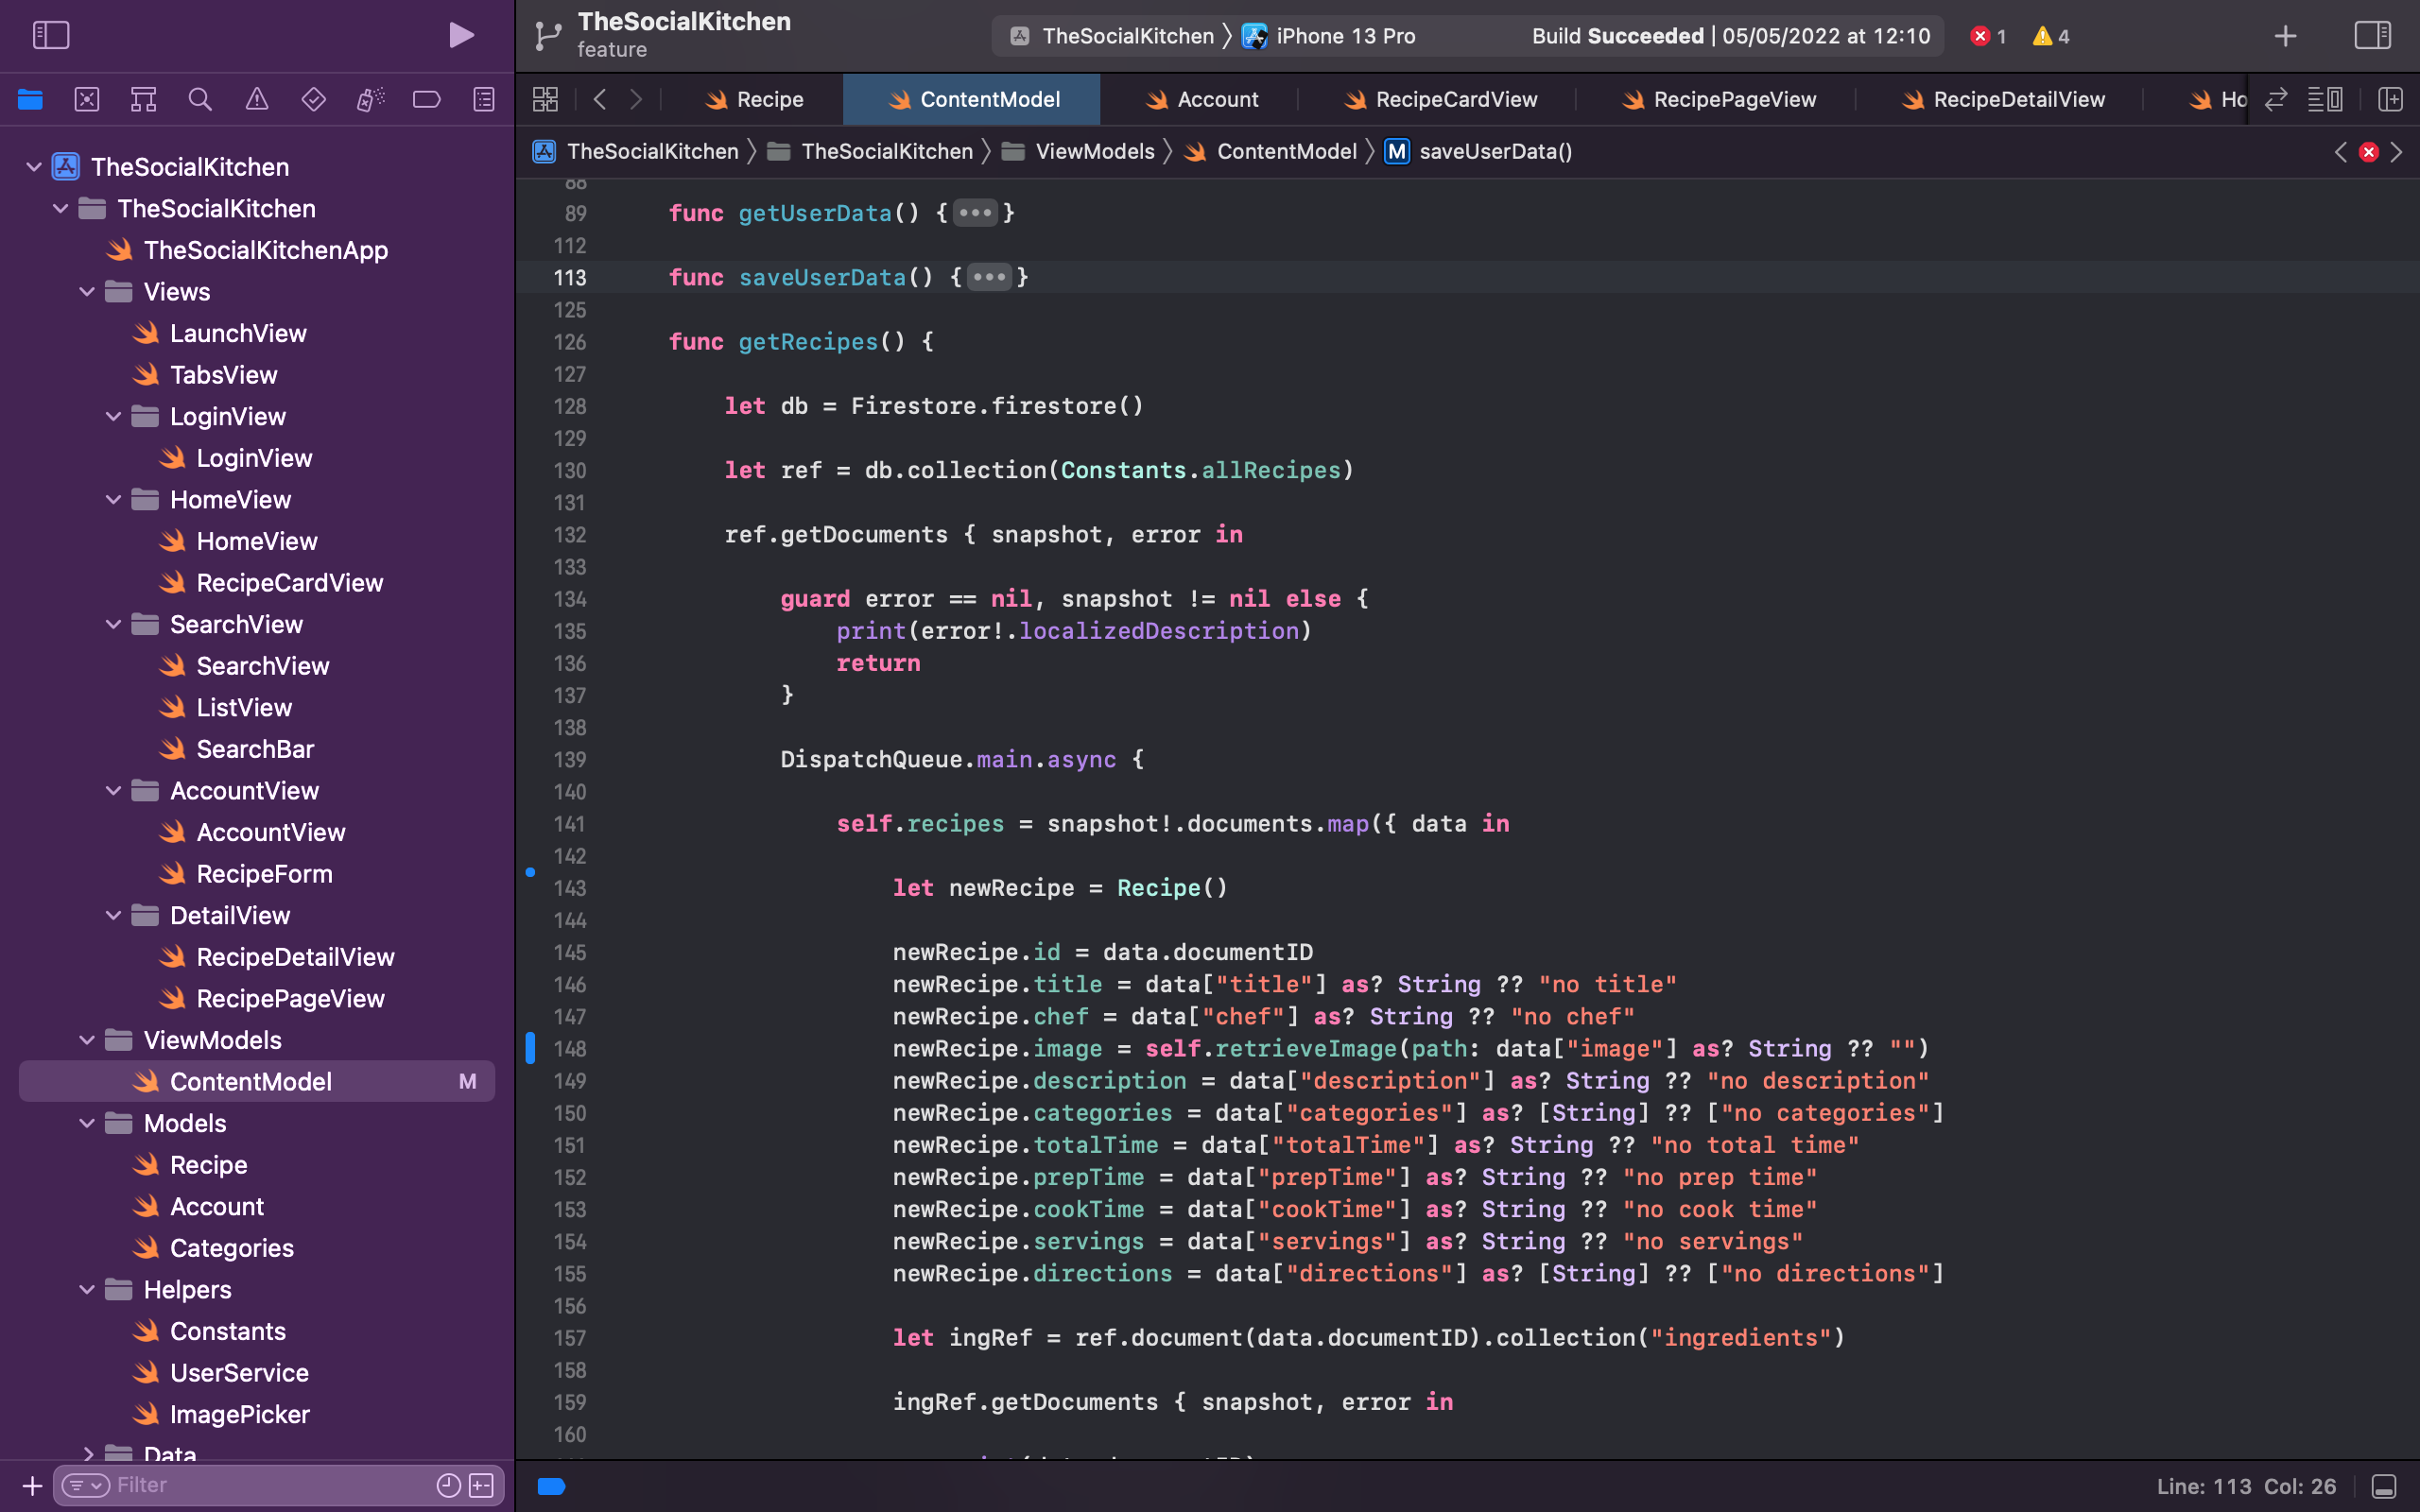 TheSocialKitchen
feature
TheSocialKitchen
iPhone 13 Pro
Build Succeeded | 05/05/2022 at 12:10
1
4
Recipe
ContentModel
Account
RecipeCardView
RecipePageView
RecipeDetailView
Ho
TheSocialKitchen
TheSocialKitchen
ViewModels
ContentModel
M saveUserData()
TheSocialKitchen
TheSocialKitchen
TheSocialKitchenApp
Views
LaunchView
TabsView
LoginView
LoginView
HomeView
HomeView
RecipeCardView
SearchView
SearchView
ListView
SearchBar
AccountView
AccountView
RecipeForm
DetailView
RecipeDetailView
RecipePageView
ViewModels
ContentModel M
Models
Recipe
Account
Categories
Helpers
Constants
UserService
ImagePicker
Data
Filter
88
89 func getUserData() {•••}
112
113 func saveUserData() {•••}
125
126 func getRecipes() {
127
128 let db = Firestore.firestore()
129
130 let ref = db.collection(Constants.allRecipes)
131
132 ref.getDocuments { snapshot, error in
133
134 guard error == nil, snapshot != nil else {
135 print(error!.localizedDescription)
136 return
137 }
138
139 DispatchQueue.main.async {
140
141 self.recipes = snapshot!.documents.map({ data in
142
143 let newRecipe = Recipe()
144
145 newRecipe.id = data.documentID
146 newRecipe.title = data["title"] as? String ?? "no title"
147 newRecipe.chef = data["chef"] as? String ?? "no chef"
148 newRecipe.image = self.retrieveImage(path: data["image"] as? String ?? "")
149 newRecipe.description = data["description"] as? String ?? "no description"
150 newRecipe.categories = data["categories"] as? [String] ?? ["no categories"]
151 newRecipe.totalTime = data["totalTime"] as? String ?? "no total time"
152 newRecipe.prepTime = data["prepTime"] as? String ?? "no prep time"
153 newRecipe.cookTime = data["cookTime"] as? String ?? "no cook time"
154 newRecipe.servings = data["servings"] as? String ?? "no servings"
155 newRecipe.directions = data["directions"] as? [String] ?? ["no directions"]
156
157 let ingRef = ref.document(data.documentID).collection("ingredients")
158
159 ingRef.getDocuments { snapshot, error in
160
Line: 113 Col: 26